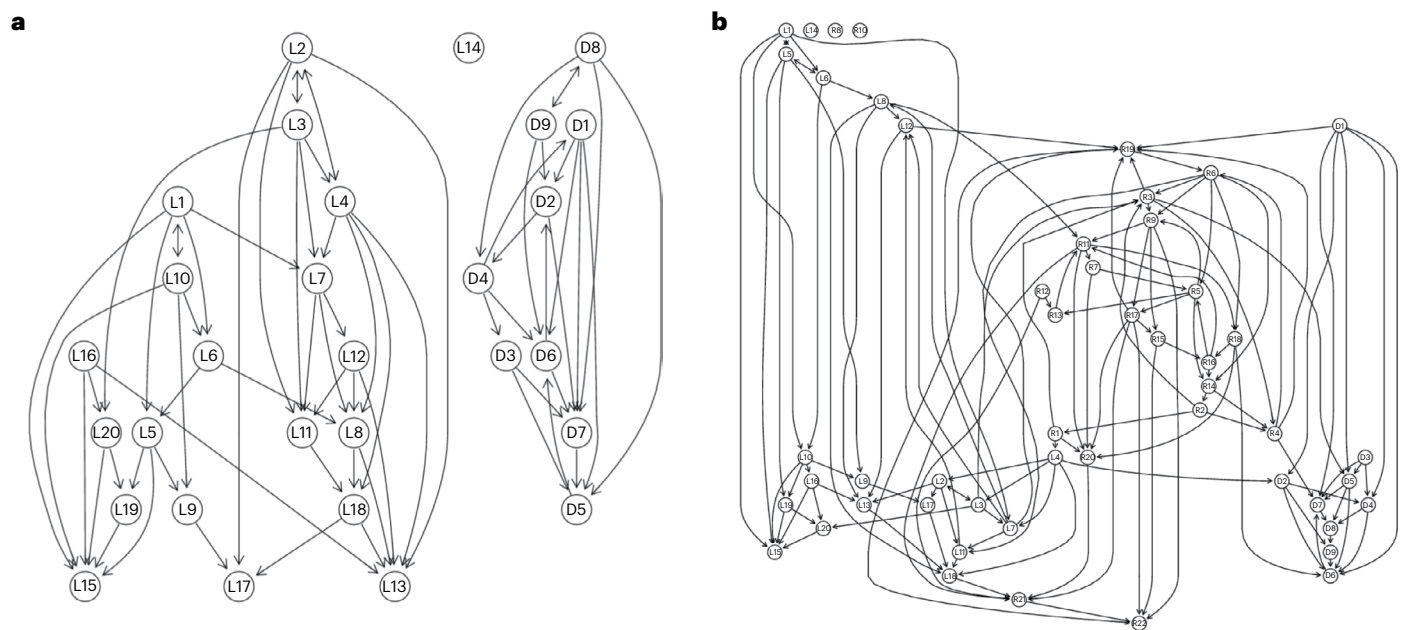 a
L2
L14
D8
L3
D9 D1
L1
L4
D2
L10
L7
D4
L16
L6
L12
D3 D6
L20 L5
L11 L8
D7
L19
L9
L18
D5
L15
L17
L13
b
L1 L14 R8 R10
L5
L6
L8
L12
D1
R19
R6
R3
R9
R11
R7
R12
R5
R13
R17
R15
R18
R16
R14
R2
R1
R4
L10
L4
R20
D3
L16
L9
L2
D2
D5
L19
L13
L17
L3
D7
D4
L20
L7
D8
L15
L11
D9
L18
D6
R21
R22